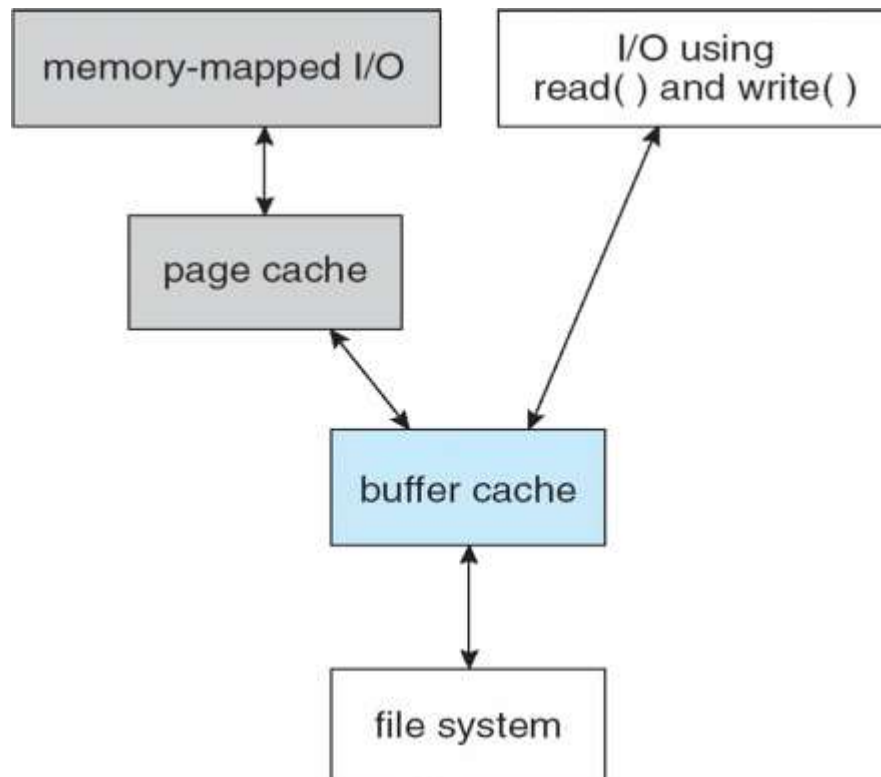 memory-mapped I/O
I/O using
read( ) and write( )
page cache
buffer cache
file system